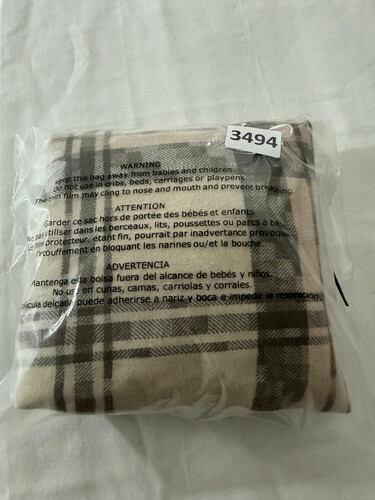 3494
WARNING
Keep this bag away from babies and children.
Do not use in cribs, beds, carriages or playpens.
The thin film may cling to nose and mouth and prevent breathing.
ATTENTION
Garder ce sac hors de portée des bébés et enfants.
Ne pas utiliser dans les berceaux, lits, poussettes ou parcs à bébé.
film protecteur, étant fin, pourrait par inadvertance provoquer
l'étouffement en bloquant les narines ou/et la bouche.
ADVERTENCIA
Mantenga esta bolsa fuera del alcance de bebés y niños.
No use en cunas, camas, carriolas y corrales.
película delgada puede adherirse a nariz y boca e impedir la respiracion.